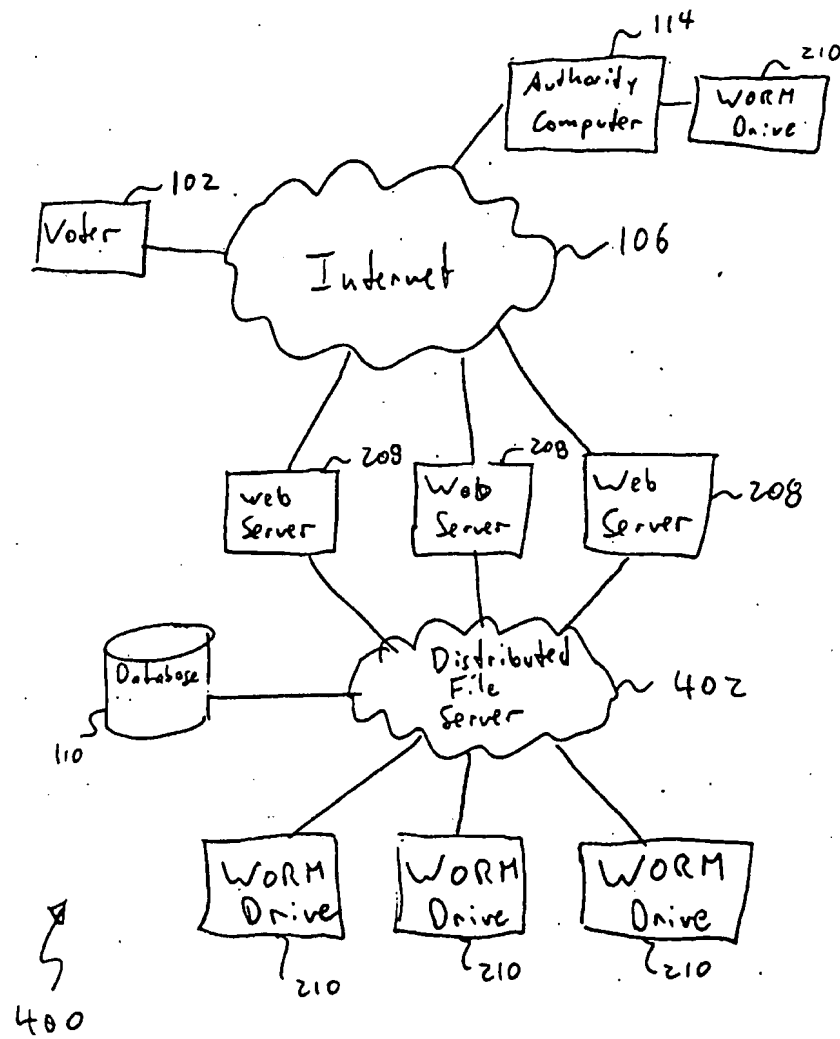 114
210
Authority
Computer
WORM
Drive
102
Voter
Internet
106
208
208
Web
Server
Web
Server
Web
Server
208
Distributed
File
Server
402
Database
110
WORM
Drive
WORM
Drive
WORM
Drive
210
210
210
400